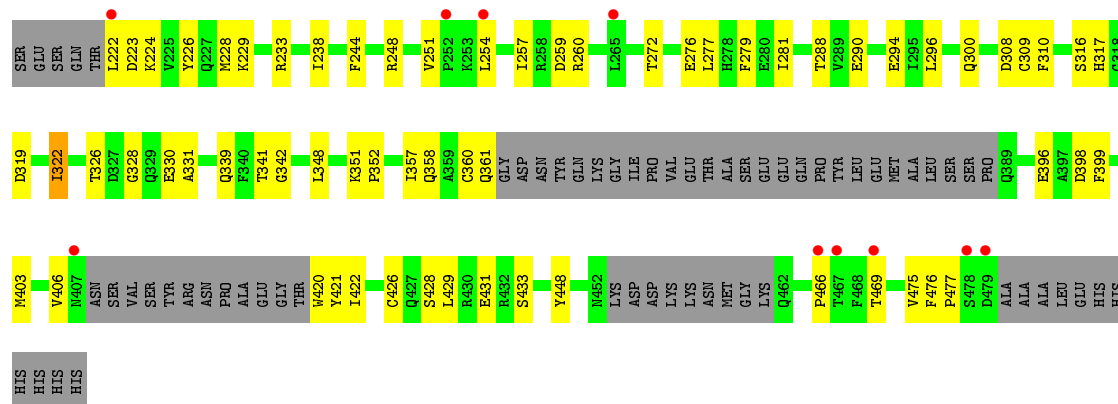 SER GLU SER GLN THR L222 D223 K224 V225 Y226 Q227 M228 K229 R233 I238 F244 R248 V251 P252 K253 L254 I257 R258 D259 R260 L265 T272 E276 L277 H278 F279 E280 I281 T288 V289 E290 E294 I295 L296 Q300 D308 C309 F310 S316 H317 G318
D319 I322 T326 D327 G328 Q329 E330 A331 Q339 F340 T341 G342 L348 K351 P352 I357 Q358 A359 C360 Q361 GLY ASP ASN TYR GLN LYS GLY ILE PRO VAL GLY THR ALA SER GLU GLU GLN PRO TYR LEU GLU MET ALA LEU SER SER PRO Q389 E396 A397 D398 F399
M403 V406 N407 ASN SER VAL SER TYR ARG ASN PRO ALA GLU GLY THR W420 Y421 I422 C426 Q427 S428 L429 R430 E431 R432 S433 Y448 N452 LYS ASP ASP LYS LYS ASN MET GLY LYS Q462 P466 T467 F468 T469 V475 F476 P477 S478 D479 ALA ALA ALA LEU GLU HIS HIS
HIS HIS HIS HIS